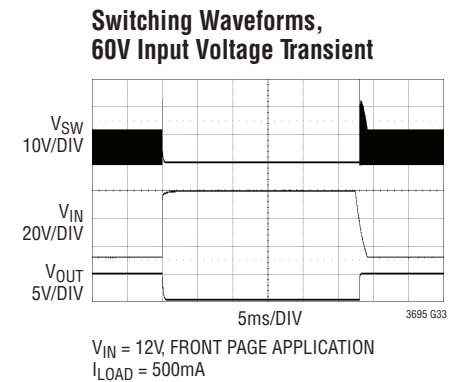 Switching Waveforms,
60V Input Voltage Transient
VSW
10V/DIV
VIN
20V/DIV
VOUT
5V/DIV
5ms/DIV
3695 G33
VIN = 12V, FRONT PAGE APPLICATION
ILOAD = 500mA